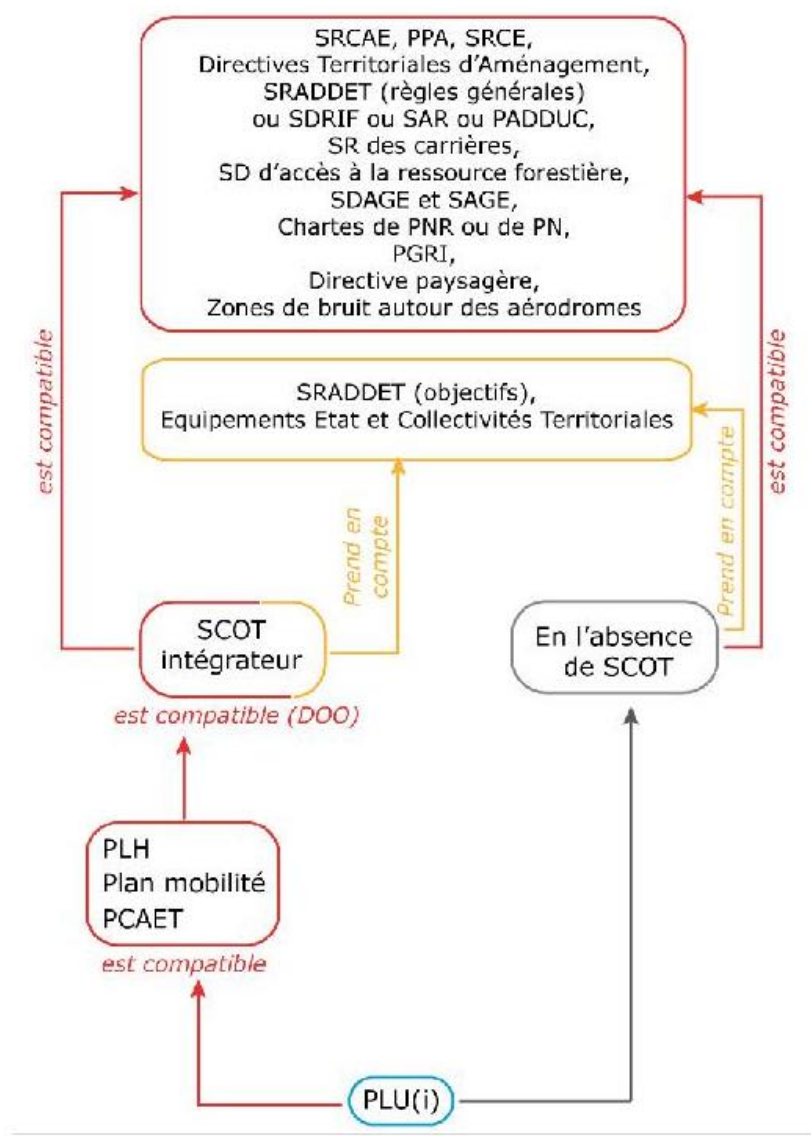 SRCAE, PPA, SRCE,
Directives Territoriales d'Aménagement,
SRADDET (règles générales)
ou SDRIF ou SAR ou PADDUC,
SR des carrières,
SD d'accès à la ressource forestière,
SDAGE et SAGE,
Chartes de PNR ou de PN,
PGRI,
Directive paysagère,
Zones de bruit autour des aérodromes
est compatible
est compatible
SRADDET (objectifs),
Equipements Etat et Collectivités Territoriales
Prend en
compte
Prend en compte
SCOT
intégrateur
En l'absence
de SCOT
est compatible (DOO)
PLH
Plan mobilité
PCAET
est compatible
PLU(i)